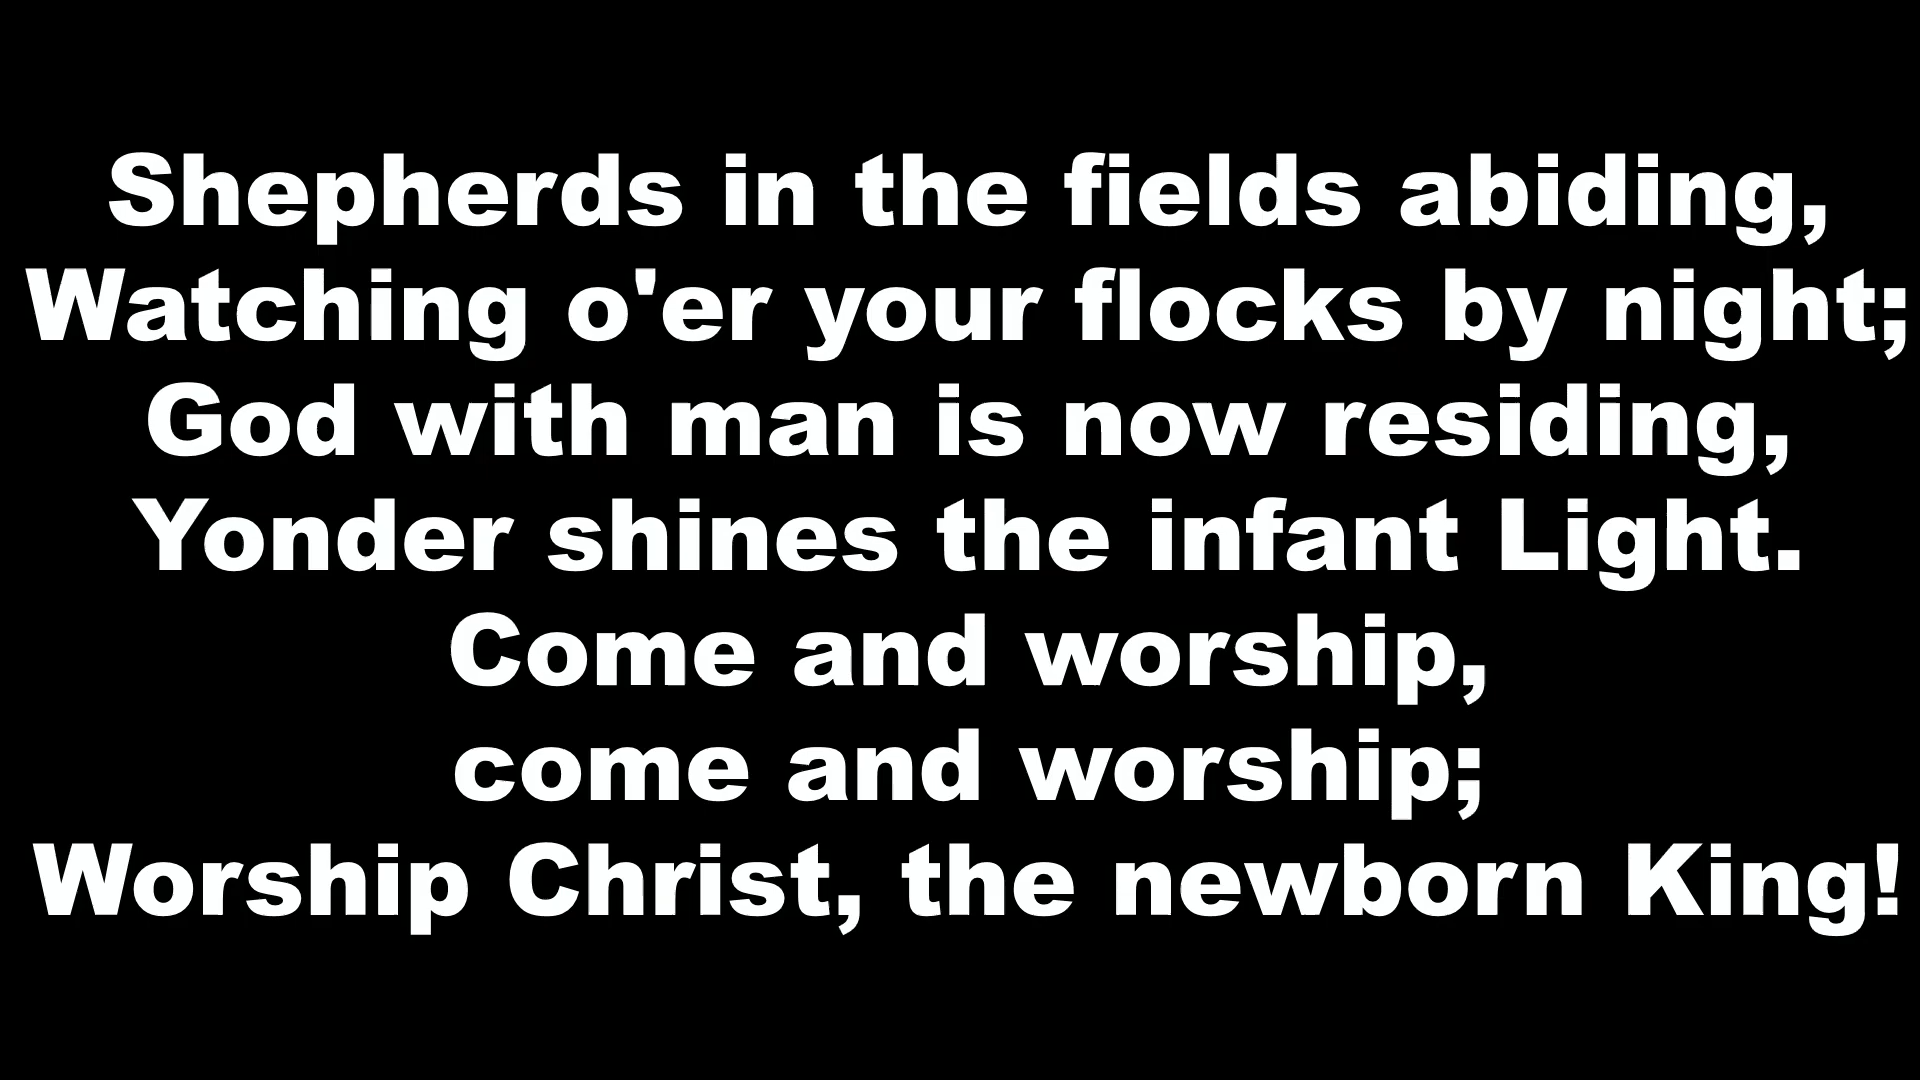 Shepherds in the fields abiding,
Watching o'er your flocks by night;
God with man is now residing,
Yonder shines the infant Light.
Come and worship,
come and worship;
Worship Christ, the newborn King!